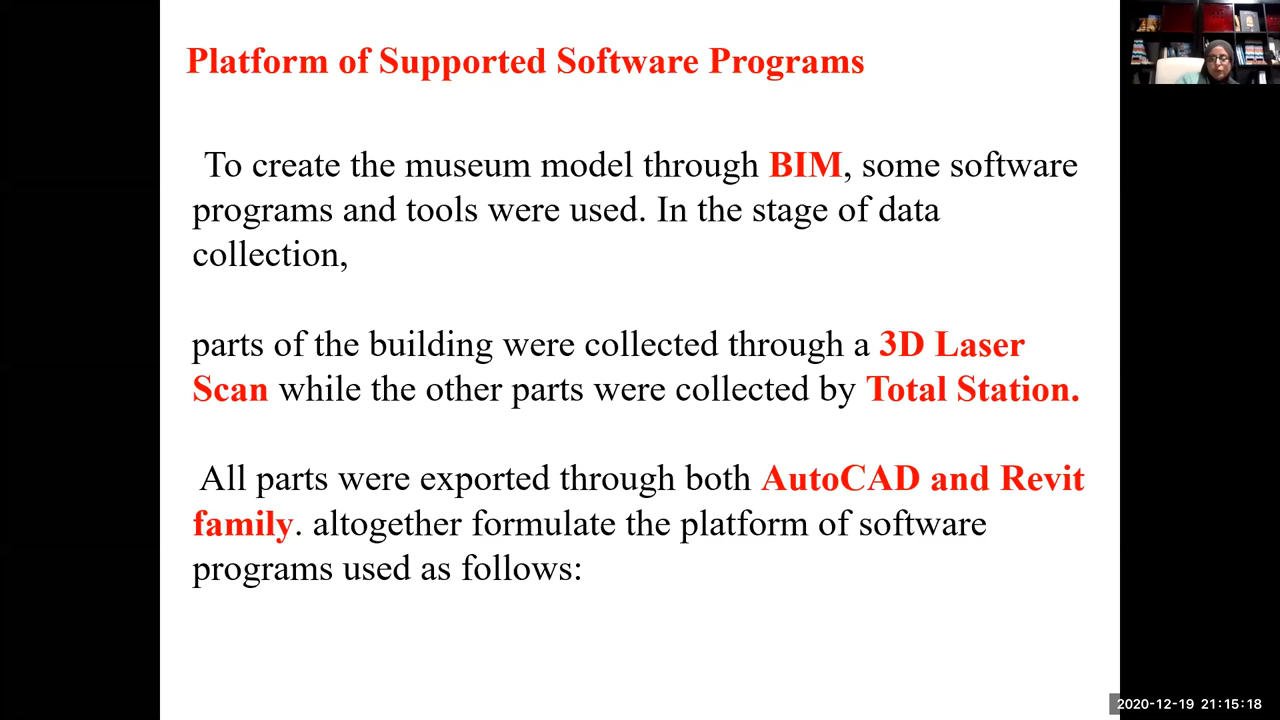 Platform of Supported Software Programs
To create the museum model through BIM, some software
programs and tools were used. In the stage of data
collection,
parts of the building were collected through a 3D Laser
Scan while the other parts were collected by Total Station.
All parts were exported through both AutoCAD and Revit
family. altogether formulate the platform of software
programs used as follows:
2020-12-19 21:15:18